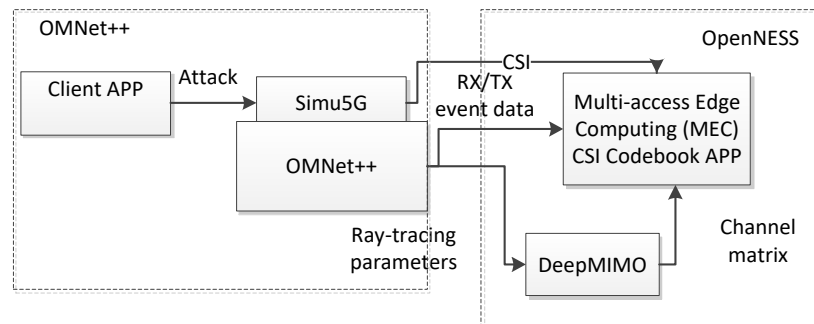 OMNet++
OpenNESS
Client APP
Attack
Simu5G
OMNet++
CSI
RX/TX
event data
Multi-access Edge
Computing (MEC)
CSI Codebook APP
Ray-tracing
parameters
DeepMIMO
Channel
matrix